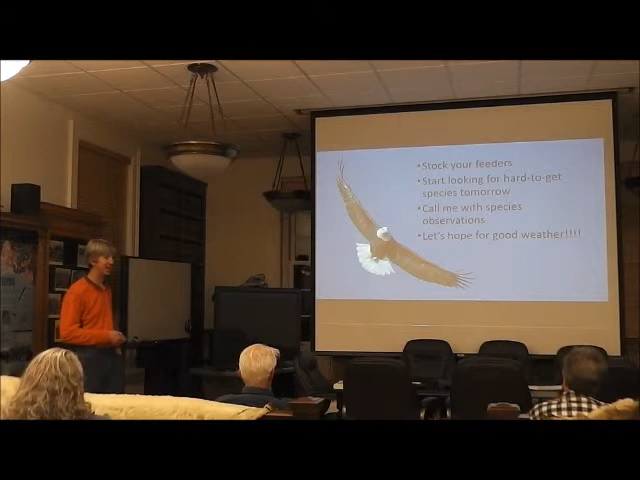 •Stock your feeders
•Start looking for hard-to-get
species tomorrow
•Call me with species
observations
•Let's hope for good weather!!!!